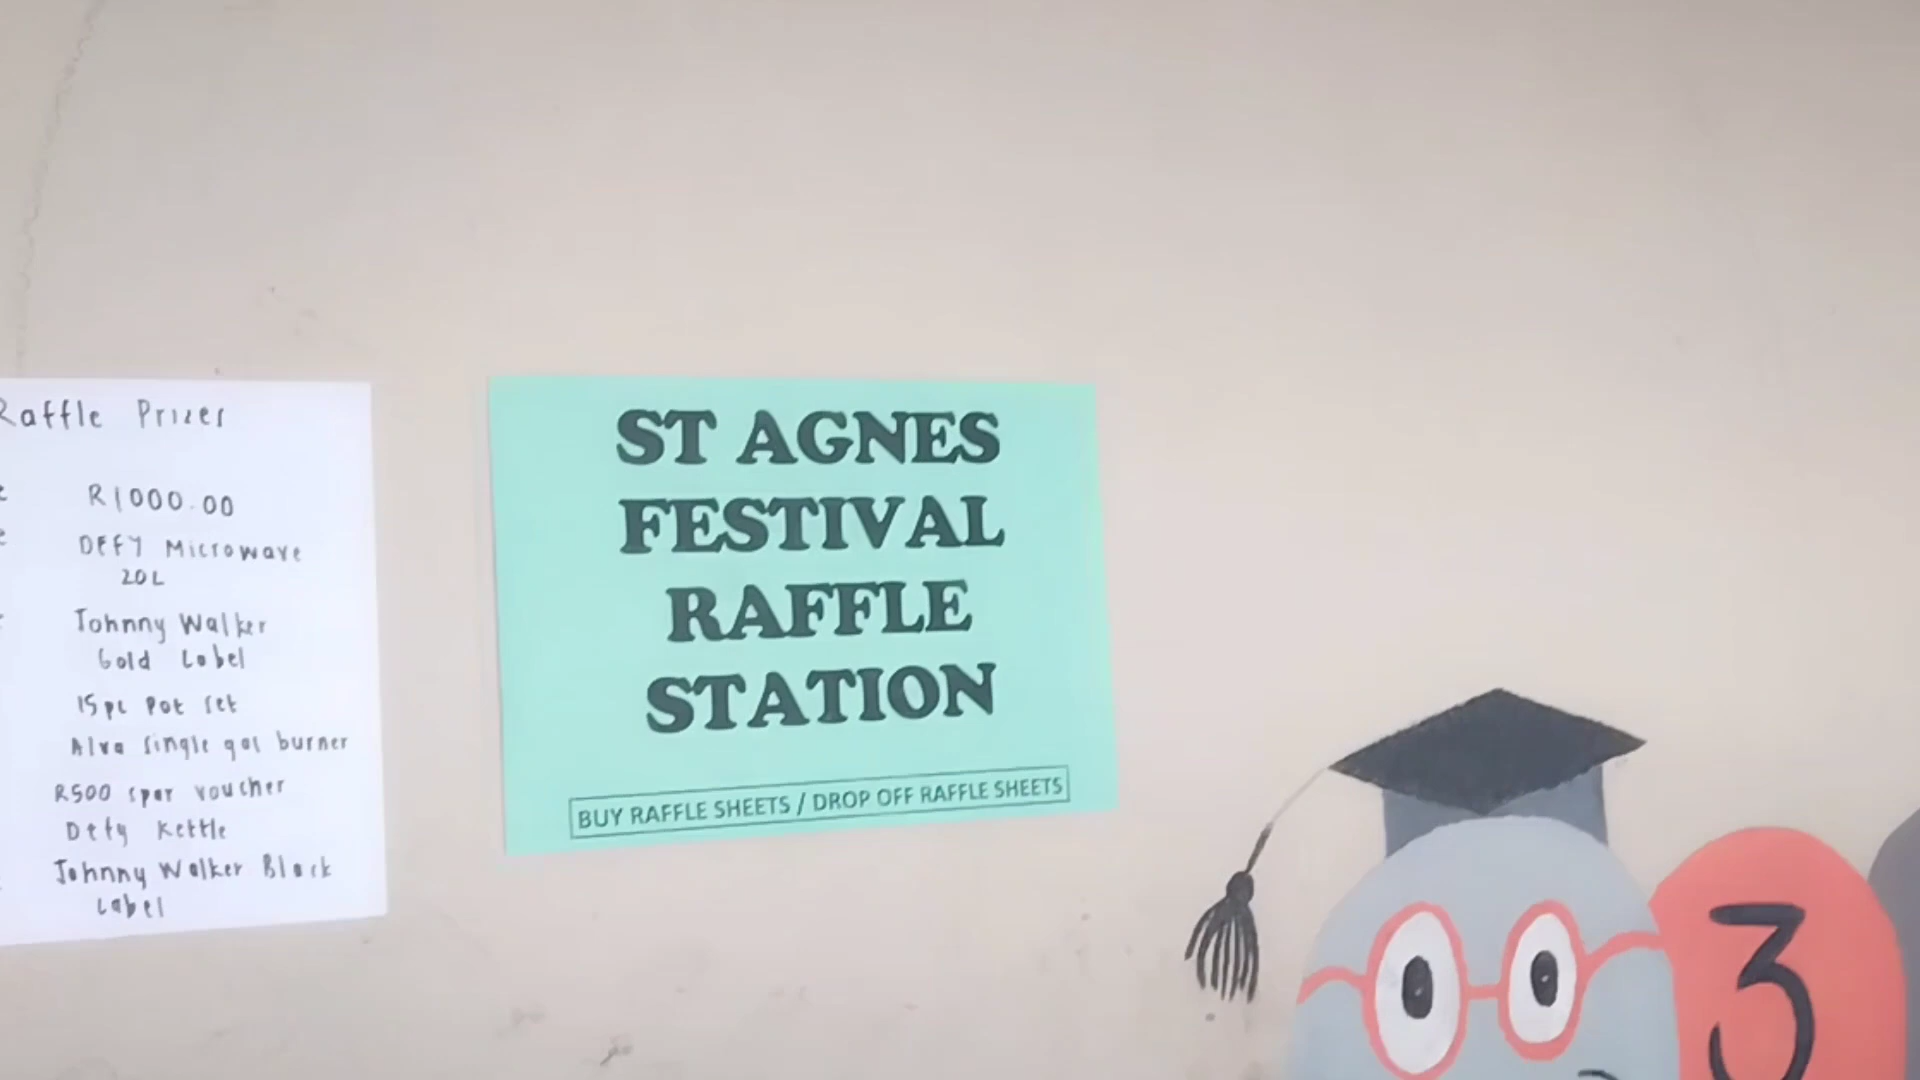 Raffle Prizes
R1000.00
DEFY Microwave
20L
Johnny Walker
Gold Label
15pc Pot set
Alva single gas burner
R500 spar voucher
Defy Kettle
Johnny Walker Black
Label
ST AGNES
FESTIVAL
RAFFLE
STATION
BUY RAFFLE SHEETS / DROP OFF RAFFLE SHEETS
3